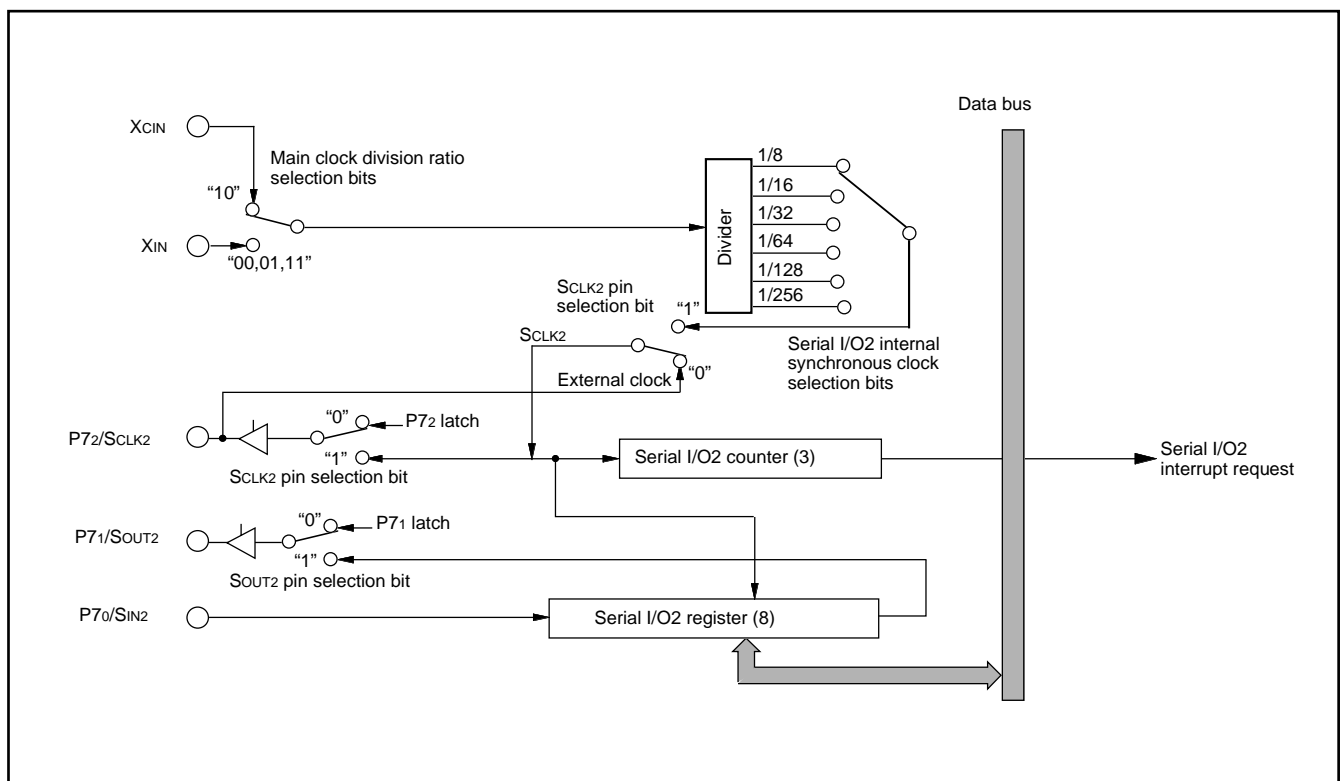 Data bus
XCIN
Main clock division ratio
selection bits
“10”
XIN
“00,01,11”
Divider
1/8
1/16
1/32
1/64
1/128
1/256
SCLK2 pin
selection bit
“1”
SCLK2
“0”
External clock
Serial I/O2 internal
synchronous clock
selection bits
P72/SCLK2
“0”
P72 latch
“1”
SCLK2 pin selection bit
Serial I/O2 counter (3)
Serial I/O2
interrupt request
P71/SOUT2
“0”
P71 latch
“1”
SOUT2 pin selection bit
P70/SIN2
Serial I/O2 register (8)